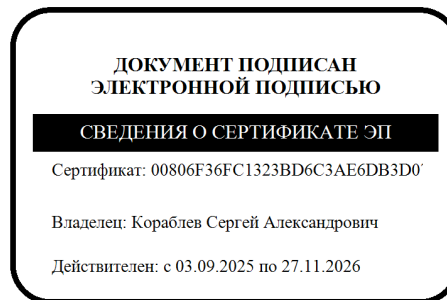 ДОКУМЕНТ ПОДПИСАН
ЭЛЕКТРОННОЙ ПОДПИСЬЮ
СВЕДЕНИЯ О СЕРТИФИКАТЕ ЭП
Сертификат: 00806F36FC1323BD6C3AE6DB3D0
Владелец: Кораблев Сергей Александрович
Действителен: с 03.09.2025 по 27.11.2026